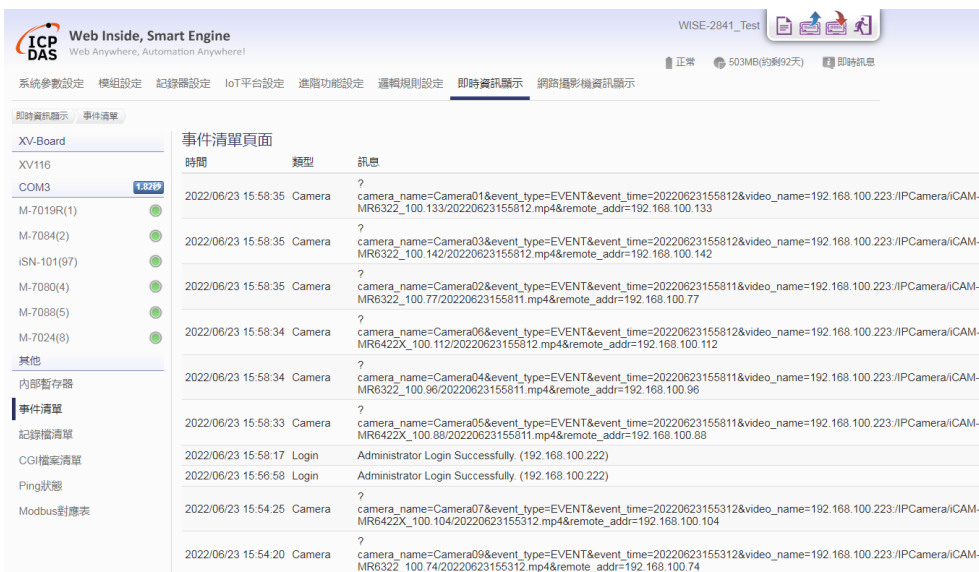 ICP DAS
Web Inside, Smart Engine
Web Anywhere, Automation Anywhere!
WISE-2841_Test
正常 503MB(約剩92天) 即時訊息
系統參數設定 模組設定 記錄器設定 IoT平台設定 進階功能設定 邏輯規則設定 即時資訊顯示 網路攝影機資訊顯示
即時資訊顯示 事件清單
XV-Board
XV116
COM3 1.82秒
M-7019R(1)
M-7084(2)
iSN-101(97)
M-7080(4)
M-7088(5)
M-7024(8)
其他
內部暫存器
事件清單
記錄檔清單
CGI檔案清單
Ping狀態
Modbus對應表
事件清單頁面
時間 類型 訊息
?
2022/06/23 15:58:35 Camera camera_name=Camera01&event_type=EVENT&event_time=20220623155812&video_name=192.168.100.223:/IPCamera/iCAM-
MR6322_100.133/20220623155812.mp4&remote_addr=192.168.100.133
?
2022/06/23 15:58:35 Camera camera_name=Camera03&event_type=EVENT&event_time=20220623155812&video_name=192.168.100.223:/IPCamera/iCAM-
MR6322_100.142/20220623155812.mp4&remote_addr=192.168.100.142
?
2022/06/23 15:58:35 Camera camera_name=Camera02&event_type=EVENT&event_time=20220623155811&video_name=192.168.100.223:/IPCamera/iCAM-
MR6322_100.77/20220623155811.mp4&remote_addr=192.168.100.77
?
2022/06/23 15:58:34 Camera camera_name=Camera06&event_type=EVENT&event_time=20220623155812&video_name=192.168.100.223:/IPCamera/iCAM-
MR6422X_100.112/20220623155812.mp4&remote_addr=192.168.100.112
?
2022/06/23 15:58:34 Camera camera_name=Camera04&event_type=EVENT&event_time=20220623155811&video_name=192.168.100.223:/IPCamera/iCAM-
MR6322_100.96/20220623155811.mp4&remote_addr=192.168.100.96
?
2022/06/23 15:58:33 Camera camera_name=Camera05&event_type=EVENT&event_time=20220623155811&video_name=192.168.100.223:/IPCamera/iCAM-
MR6422X_100.88/20220623155811.mp4&remote_addr=192.168.100.88
2022/06/23 15:58:17 Login Administrator Login Successfully. (192.168.100.222)
2022/06/23 15:56:58 Login Administrator Login Successfully. (192.168.100.222)
?
2022/06/23 15:54:25 Camera camera_name=Camera07&event_type=EVENT&event_time=20220623155312&video_name=192.168.100.223:/IPCamera/iCAM-
MR6422X_100.104/20220623155312.mp4&remote_addr=192.168.100.104
?
2022/06/23 15:54:20 Camera camera_name=Camera09&event_type=EVENT&event_time=20220623155312&video_name=192.168.100.223:/IPCamera/iCAM-
MR6322_100.74/20220623155312.mp4&remote_addr=192.168.100.74